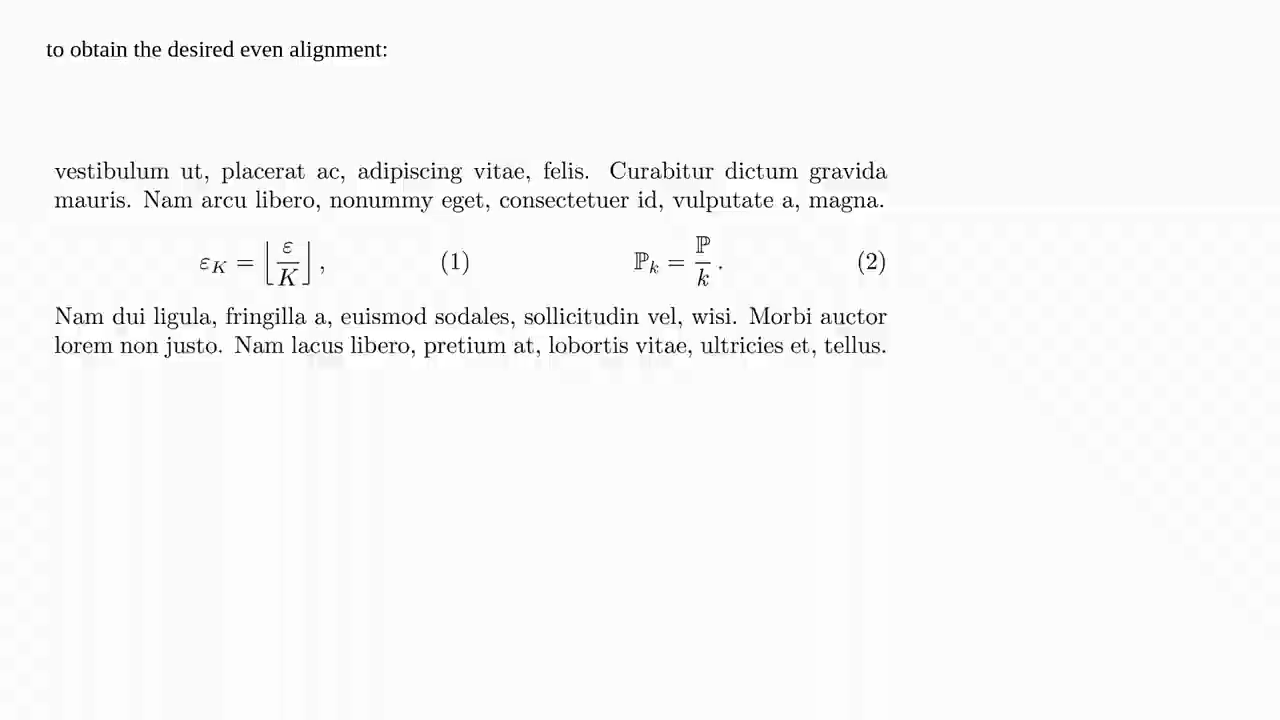 to obtain the desired even alignment:
vestibulum ut, placerat ac, adipiscing vitae, felis. Curabitur dictum gravida
mauris. Nam arcu libero, nonummy eget, consectetuer id, vulputate a, magna.
ε_K = ⌊ε/K⌋, (1) ℙ_k = ℙ/k. (2)
Nam dui ligula, fringilla a, euismod sodales, sollicitudin vel, wisi. Morbi auctor
lorem non justo. Nam lacus libero, pretium at, lobortis vitae, ultricies et, tellus.